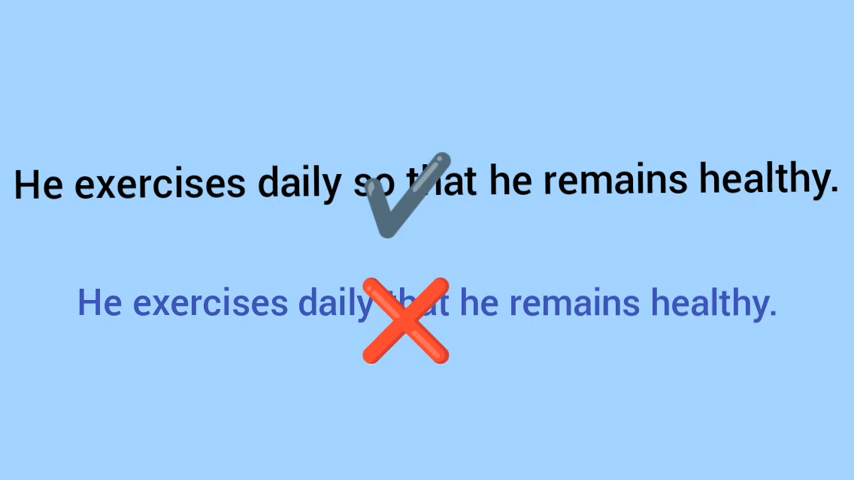 He exercises daily so that he remains healthy.
He exercises daily that he remains healthy.